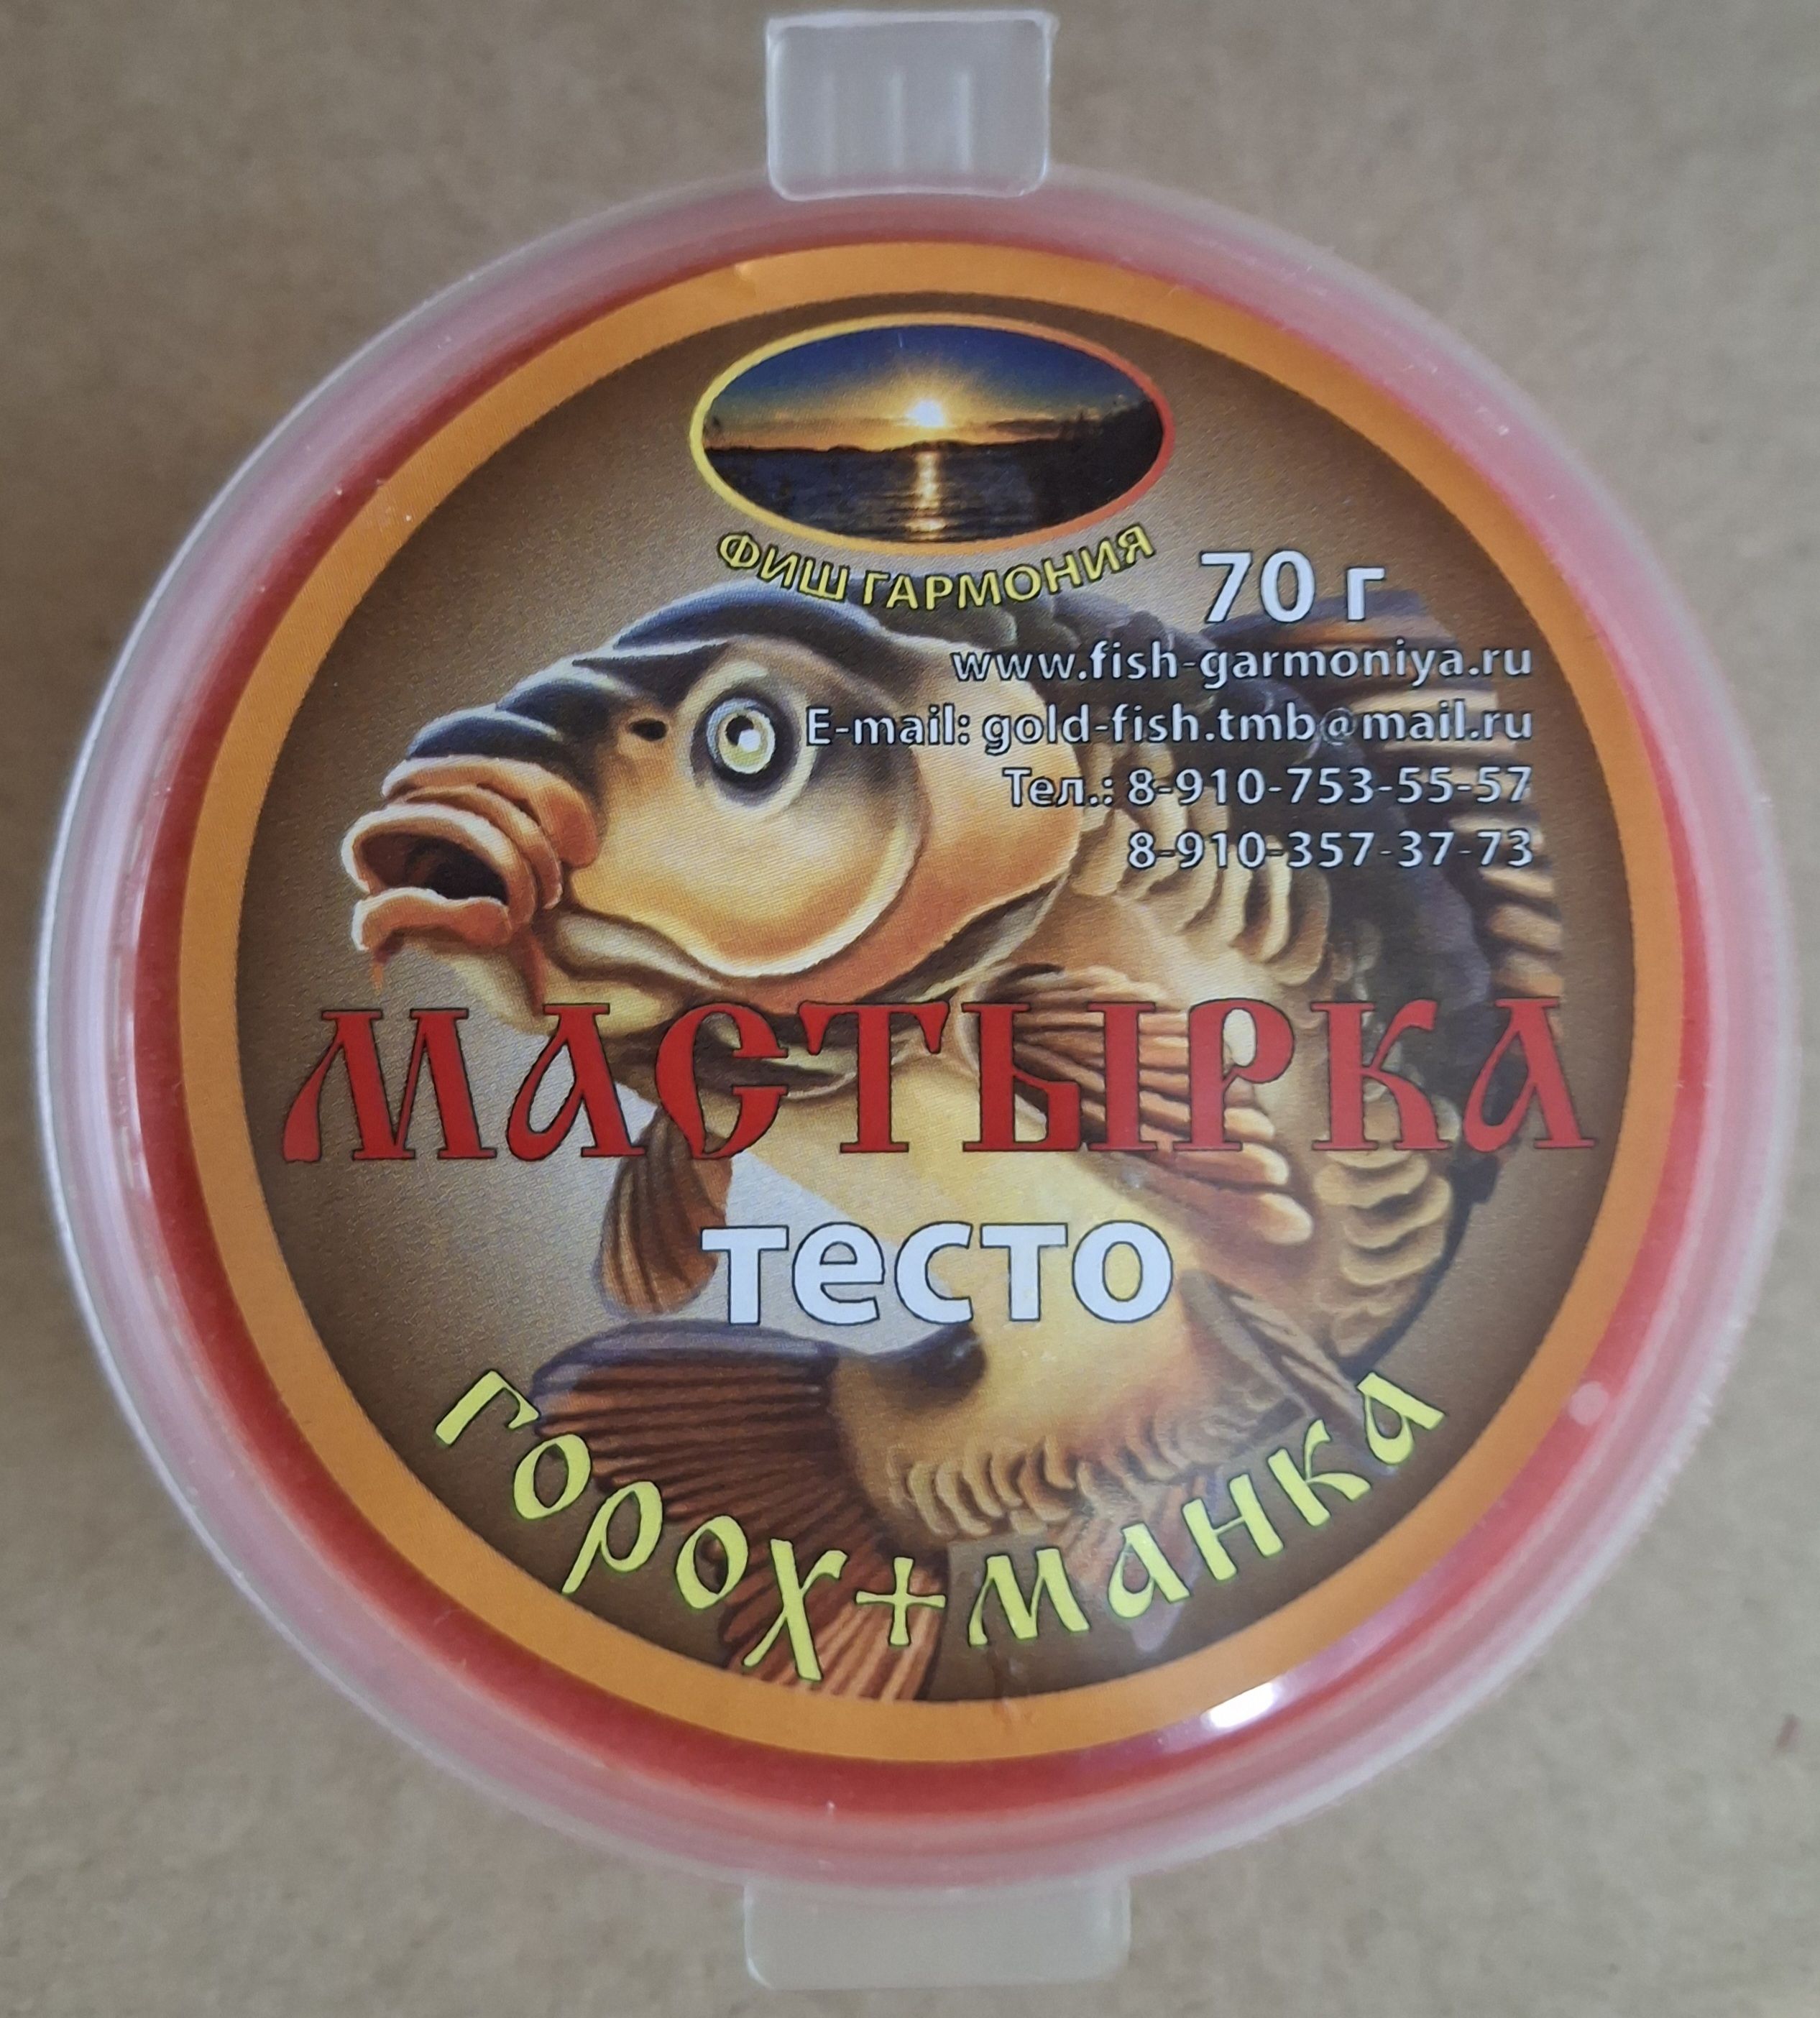 ФИШ ГАРМОНИЯ
70 г
www.fish-garmoniya.ru
E-mail: gold-fish.tmb@mail.ru
Тел.: 8-910-753-55-57
8-910-357-37-73
МАСТЫРКА
тесто
горох+манка